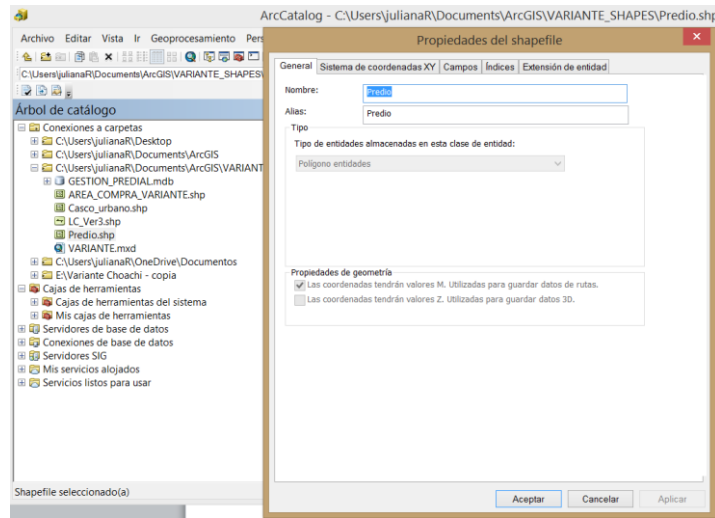 ArcCatalog - C:\Users\julianaR\Documents\ArcGIS\VARIANTE_SHAPES\Predio.shp
Archivo Editar Vista Ir Geoprocesamiento Pers
C:\Users\julianaR\Documents\ArcGIS\VARIANTE_SHAPES\
Árbol de catálogo
Conexiones a carpetas
C:\Users\julianaR\Desktop
C:\Users\julianaR\Documents\ArcGIS
C:\Users\julianaR\Documents\ArcGIS\VARIANT
GESTION_PREDIAL.mdb
AREA_COMPRA_VARIANTE.shp
Casco_urbano.shp
LC_Ver3.shp
Predio.shp
VARIANTE.mxd
C:\Users\julianaR\OneDrive\Documentos
E:\Variante Choachi - copia
Cajas de herramientas
Cajas de herramientas del sistema
Mis cajas de herramientas
Servidores de base de datos
Conexiones de base de datos
Servidores SIG
Mis servicios alojados
Servicios listos para usar
Shapefile seleccionado(a)
Propiedades del shapefile
General Sistema de coordenadas XY Campos Índices Extensión de entidad
Nombre: Predio
Alias: Predio
Tipo
Tipo de entidades almacenadas en esta clase de entidad:
Polígono entidades
Propiedades de geometría
Las coordenadas tendrán valores M. Utilizadas para guardar datos de rutas.
Las coordenadas tendrán valores Z. Utilizadas para guardar datos 3D.
Aceptar Cancelar Aplicar